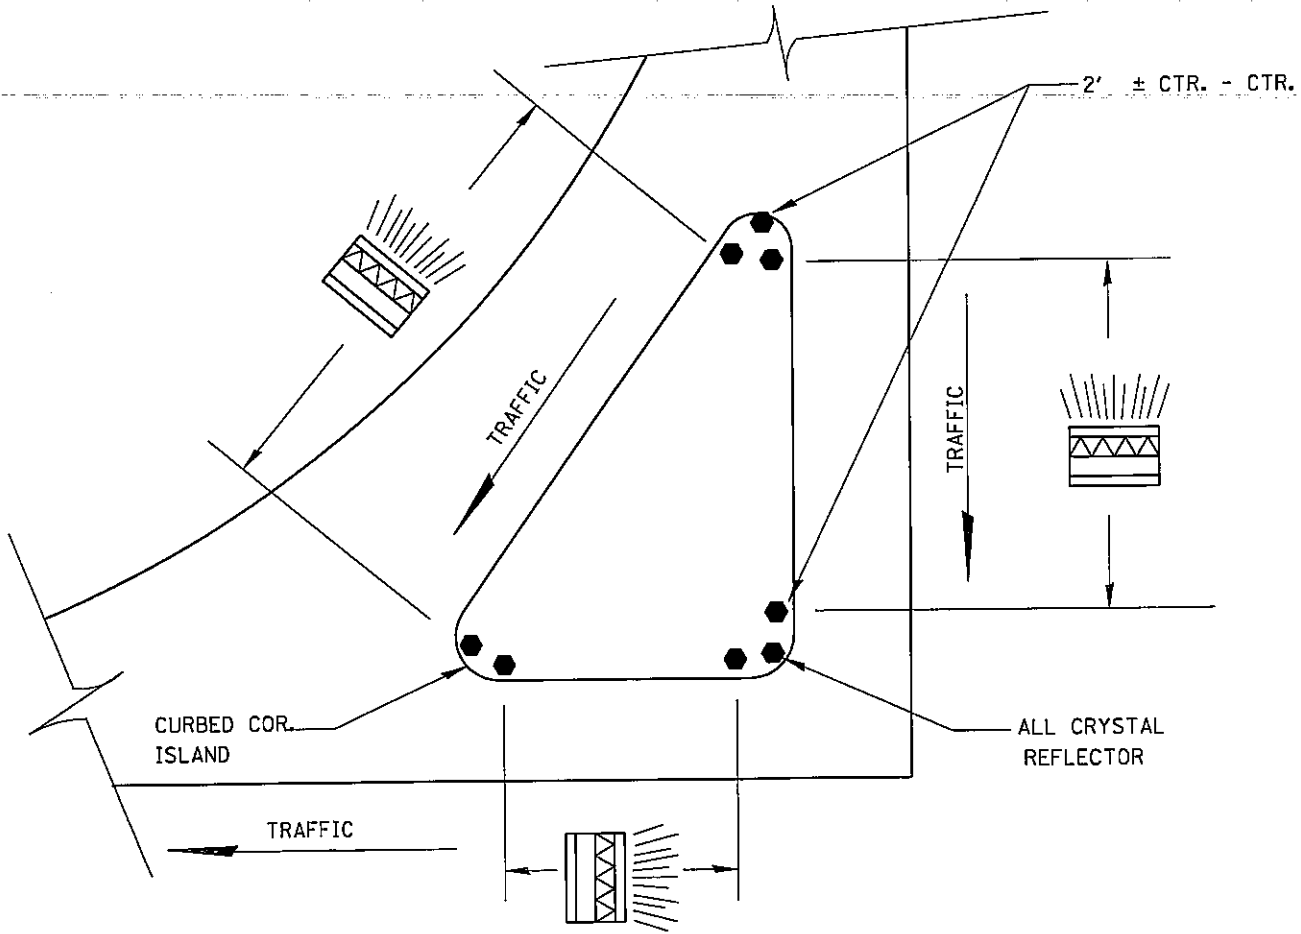 2' ± CTR. - CTR.
TRAFFIC
TRAFFIC
CURBED COR.
ISLAND
ALL CRYSTAL
REFLECTOR
TRAFFIC